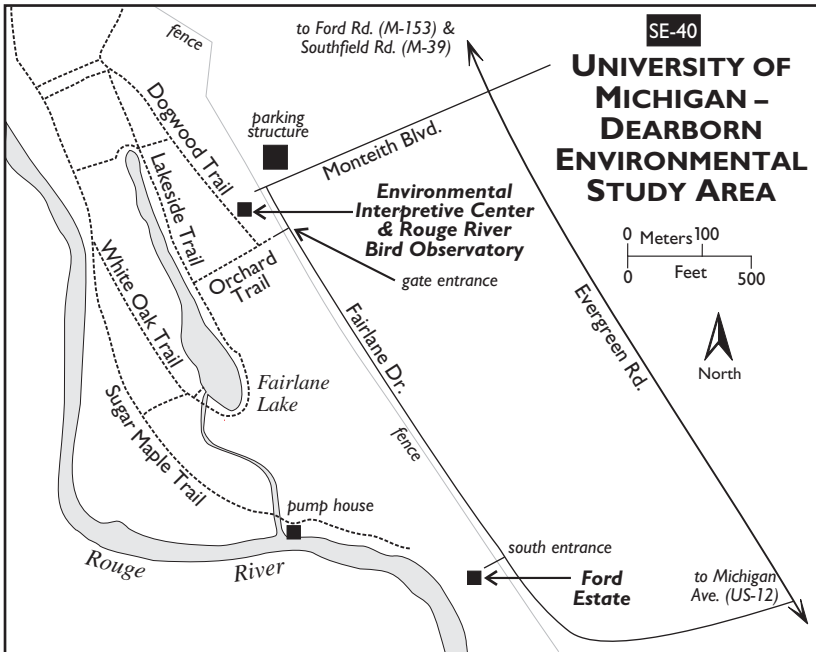 SE-40
UNIVERSITY OF
MICHIGAN –
DEARBORN
ENVIRONMENTAL
STUDY AREA
to Ford Rd. (M-153) &
Southfield Rd. (M-39)
fence
parking
structure
Monteith Blvd.
Dogwood Trail
Lakeside Trail
Environmental
Interpretive Center
& Rouge River
Bird Observatory
gate entrance
Orchard
Trail
White Oak Trail
Fairlane Dr.
Evergreen Rd.
0 Meters 100
0 Feet 500
North
Fairlane
Lake
Sugar Maple Trail
fence
pump house
Rouge
River
south entrance
Ford
Estate
to Michigan
Ave. (US-12)